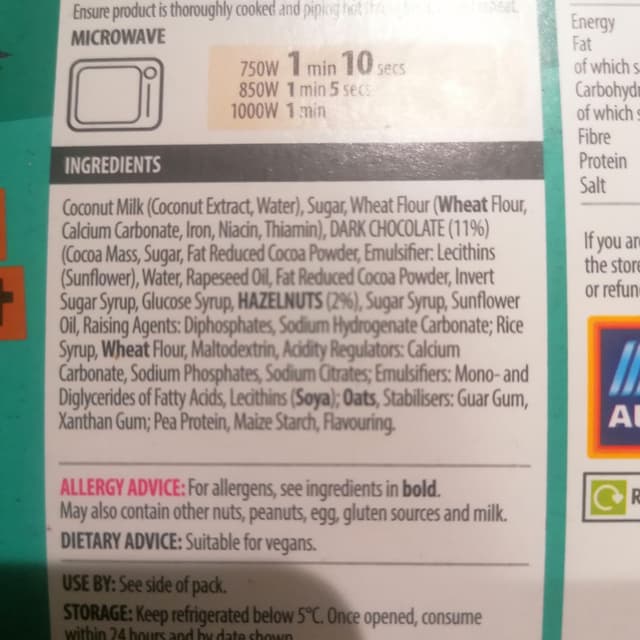 Ensure product is thoroughly cooked and piping hot
MICROWAVE
750W 1 min 10 secs
850W 1 min 5 secs
1000W 1 min
INGREDIENTS
Coconut Milk (Coconut Extract, Water), Sugar, Wheat Flour (Wheat Flour,
Calcium Carbonate, Iron, Niacin, Thiamin), DARK CHOCOLATE (11%)
(Cocoa Mass, Sugar, Fat Reduced Cocoa Powder, Emulsifier: Lecithins
(Sunflower), Water, Rapeseed Oil, Fat Reduced Cocoa Powder, Invert
Sugar Syrup, Glucose Syrup, HAZELNUTS (2%), Sugar Syrup, Sunflower
Oil, Raising Agents: Diphosphates, Sodium Hydrogenate Carbonate; Rice
Syrup, Wheat Flour, Maltodextrin, Acidity Regulators: Calcium
Carbonate, Sodium Phosphates, Sodium Citrates; Emulsifiers: Mono- and
Diglycerides of Fatty Acids, Lecithins (Soya); Oats, Stabilisers: Guar Gum,
Xanthan Gum; Pea Protein, Maize Starch, Flavouring.
ALLERGY ADVICE: For allergens, see ingredients in bold.
May also contain other nuts, peanuts, egg, gluten sources and milk.
DIETARY ADVICE: Suitable for vegans.
USE BY: See side of pack.
STORAGE: Keep refrigerated below 5°C. Once opened, consume
within 24 hours and by date shown.
Energy
Fat
of which s
Carbohydr
of which s
Fibre
Protein
Salt
If you are
the store
or refun
AL
R